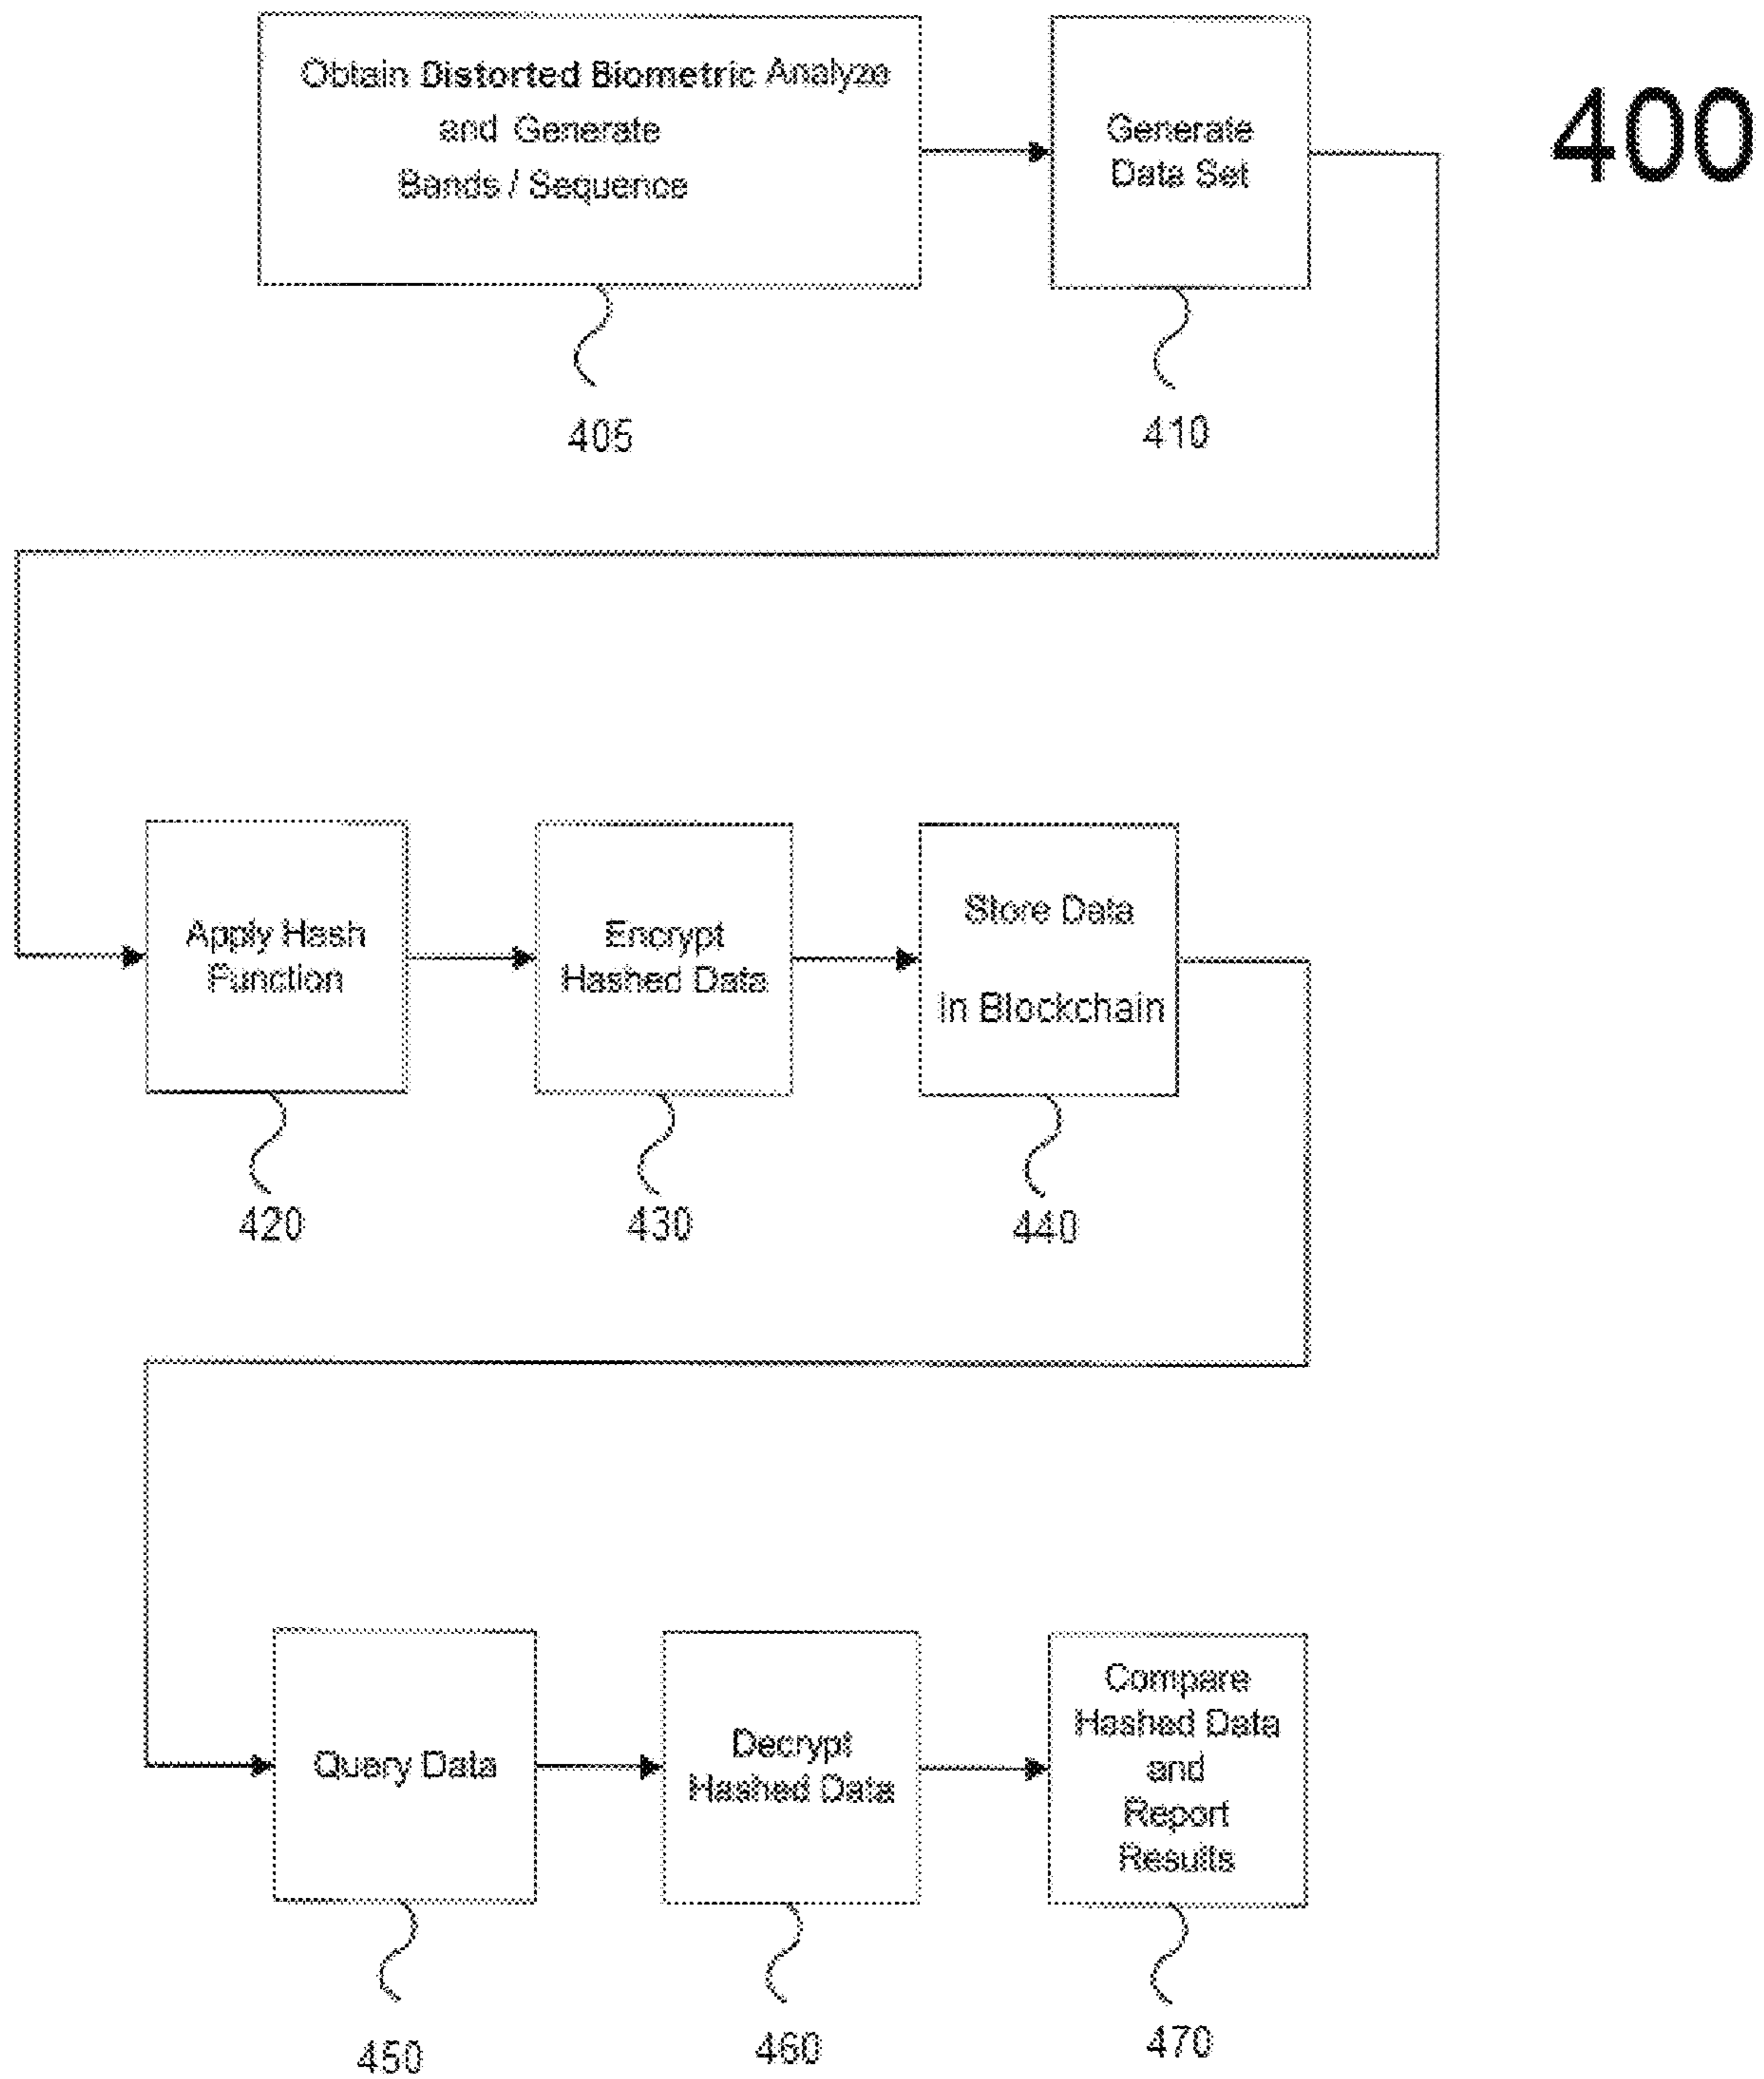 Obtain Distorted Biometric Analyze
and Generate
Bands / Sequence
Generate
Data Set
400
405
410
Apply Hash
Function
Encrypt
Hashed Data
Store Data
in Blockchain
420
430
440
Query Data
Decrypt
Hashed Data
Compare
Hashed Data
and
Report
Results
450
460
470